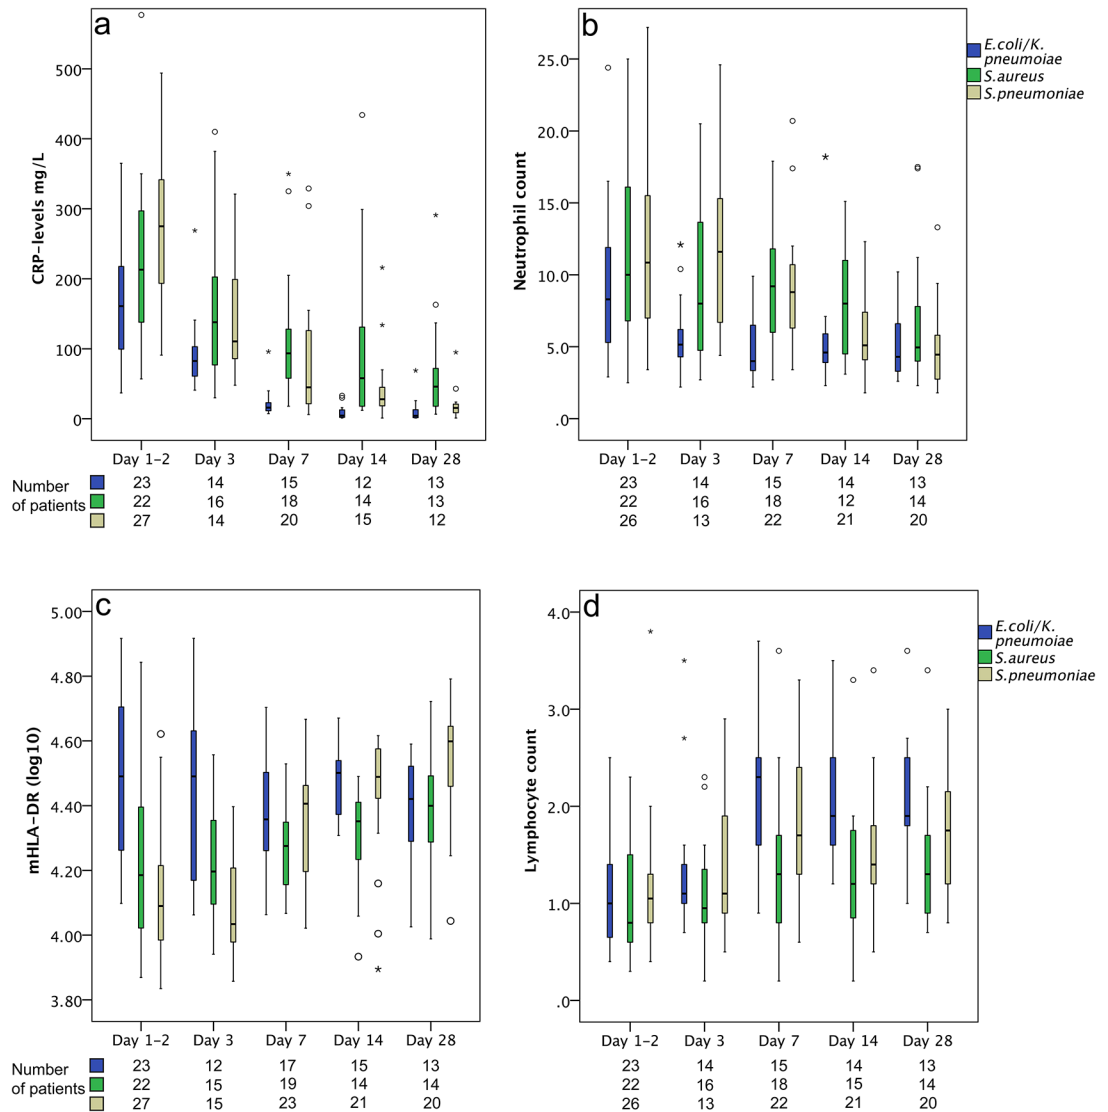 a
CRP-levels mg/L
500
400
300
200
100
0
Day 1-2 Day 3 Day 7 Day 14 Day 28
Number of patients
23 14 15 12 13
22 16 18 14 13
27 14 20 15 12
b
Neutrophil count
25.0
20.0
15.0
10.0
5.0
.0
Day 1-2 Day 3 Day 7 Day 14 Day 28
23 14 15 14 13
22 16 18 12 14
26 13 22 21 20
E.coli/K.
pneumoiae
S.aureus
S.pneumoniae
c
mHLA-DR (log10)
5.00
4.80
4.60
4.40
4.20
4.00
3.80
Day 1-2 Day 3 Day 7 Day 14 Day 28
Number of patients
23 12 17 15 13
22 15 19 14 14
27 15 23 21 20
d
Lymphocyte count
4.0
3.0
2.0
1.0
.0
Day 1-2 Day 3 Day 7 Day 14 Day 28
23 14 15 14 13
22 16 18 15 14
26 13 22 21 20
E.coli/K.
pneumoiae
S.aureus
S.pneumoniae